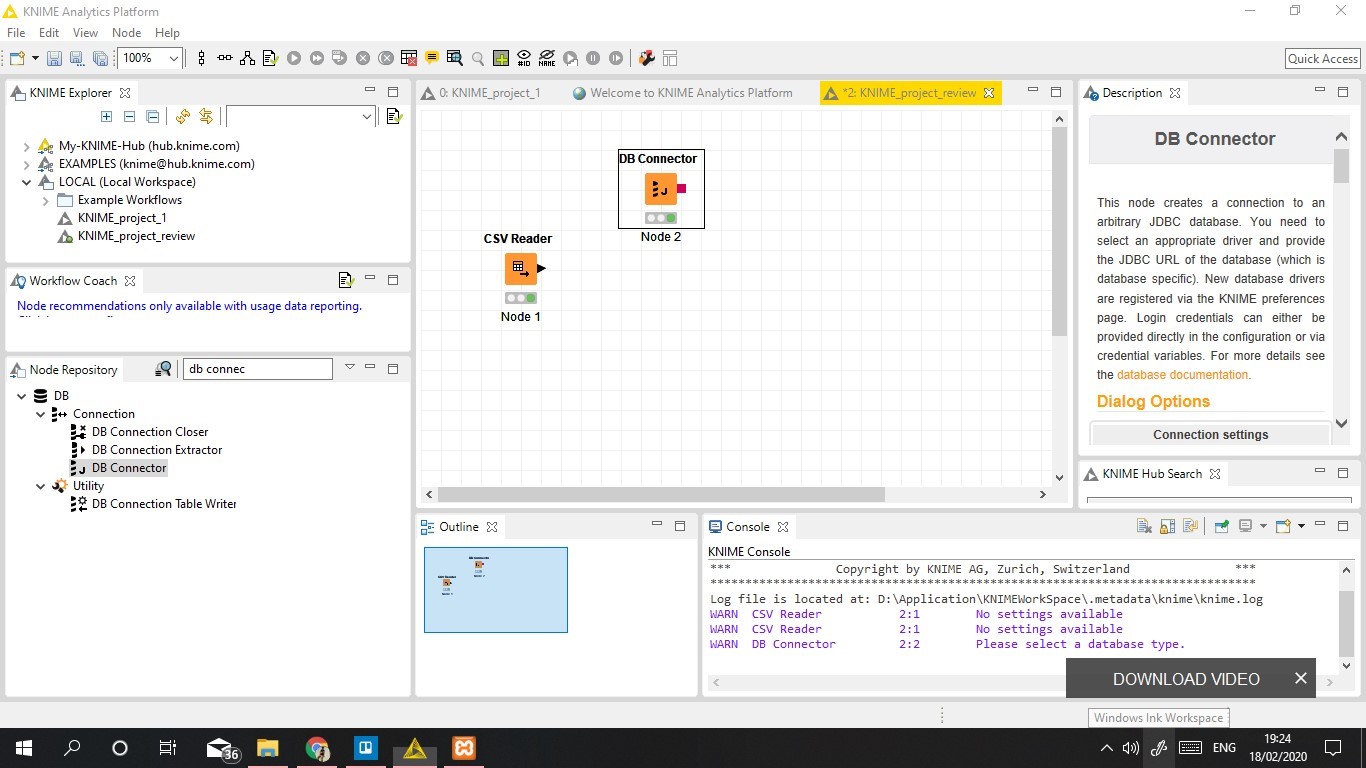 KNIME Analytics Platform
File Edit View Node Help
100%
#ID
NAME
Quick Access
KNIME Explorer
My-KNIME-Hub (hub.knime.com)
EXAMPLES (knime@hub.knime.com)
LOCAL (Local Workspace)
Example Workflows
KNIME_project_1
KNIME_project_review
Workflow Coach
Node recommendations only available with usage data reporting.
Node Repository
db connec
DB
Connection
DB Connection Closer
DB Connection Extractor
DB Connector
Utility
DB Connection Table Writer
0: KNIME_project_1
Welcome to KNIME Analytics Platform
*2: KNIME_project_review
DB Connector
Node 2
CSV Reader
Node 1
Outline
DB Connector
Node 2
CSV Reader
Node 1
Description
DB Connector
This node creates a connection to an
arbitrary JDBC database. You need to
select an appropriate driver and provide
the JDBC URL of the database (which is
database specific). New database drivers
are registered via the KNIME preferences
page. Login credentials can either be
provided directly in the configuration or via
credential variables. For more details see
the database documentation.
Dialog Options
Connection settings
KNIME Hub Search
Console
KNIME Console
*** Copyright by KNIME AG, Zurich, Switzerland ***
******************************************************************************
Log file is located at: D:\Application\KNIMEWorkSpace\.metadata\knime\knime.log
WARN CSV Reader 2:1 No settings available
WARN CSV Reader 2:1 No settings available
WARN DB Connector 2:2 Please select a database type.
DOWNLOAD VIDEO
Windows Ink Workspace
36
ENG
19:24
18/02/2020